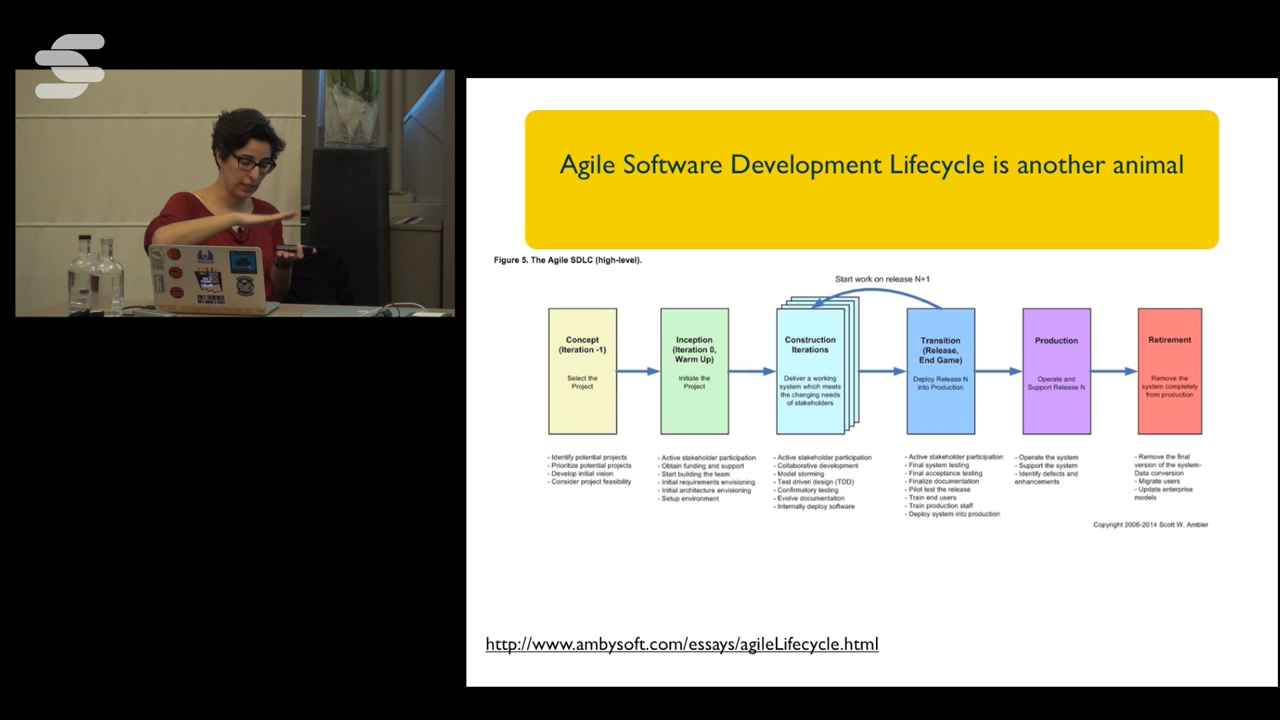 Agile Software Development Lifecycle is another animal
Figure 5. The Agile SDLC (high-level).
Start work on release N+1
Concept
(Iteration -1)
Select the
Project
Inception
(Iteration 0,
Warm Up)
Initiate the
Project
Construction
Iterations
Deliver a working
system which meets
the changing needs
of stakeholders
Transition
(Release,
End Game)
Deploy Release N
into Production
Production
Operate and
Support Release N
Retirement
Remove the
system completely
from production
- Identify potential projects
- Prioritize potential projects
- Develop initial vision
- Consider project feasibility
- Active stakeholder participation
- Obtain funding and support
- Start building the team
- Initial requirements envisioning
- Initial architecture envisioning
- Setup environment
- Active stakeholder participation
- Collaborative development
- Model storming
- Test driven design (TDD)
- Confirmatory testing
- Evolve documentation
- Internally deploy software
- Active stakeholder participation
- Final system testing
- Final acceptance testing
- Finalize documentation
- Pilot test the release
- Train end users
- Train production staff
- Deploy system into production
- Operate the system
- Support the system
- Identify defects and
enhancements
- Remove the final
version of the system-
Data conversion
- Migrate users
- Update enterprise
models
Copyright 2006-2014 Scott W. Ambler
http://www.ambysoft.com/essays/agileLifecycle.html